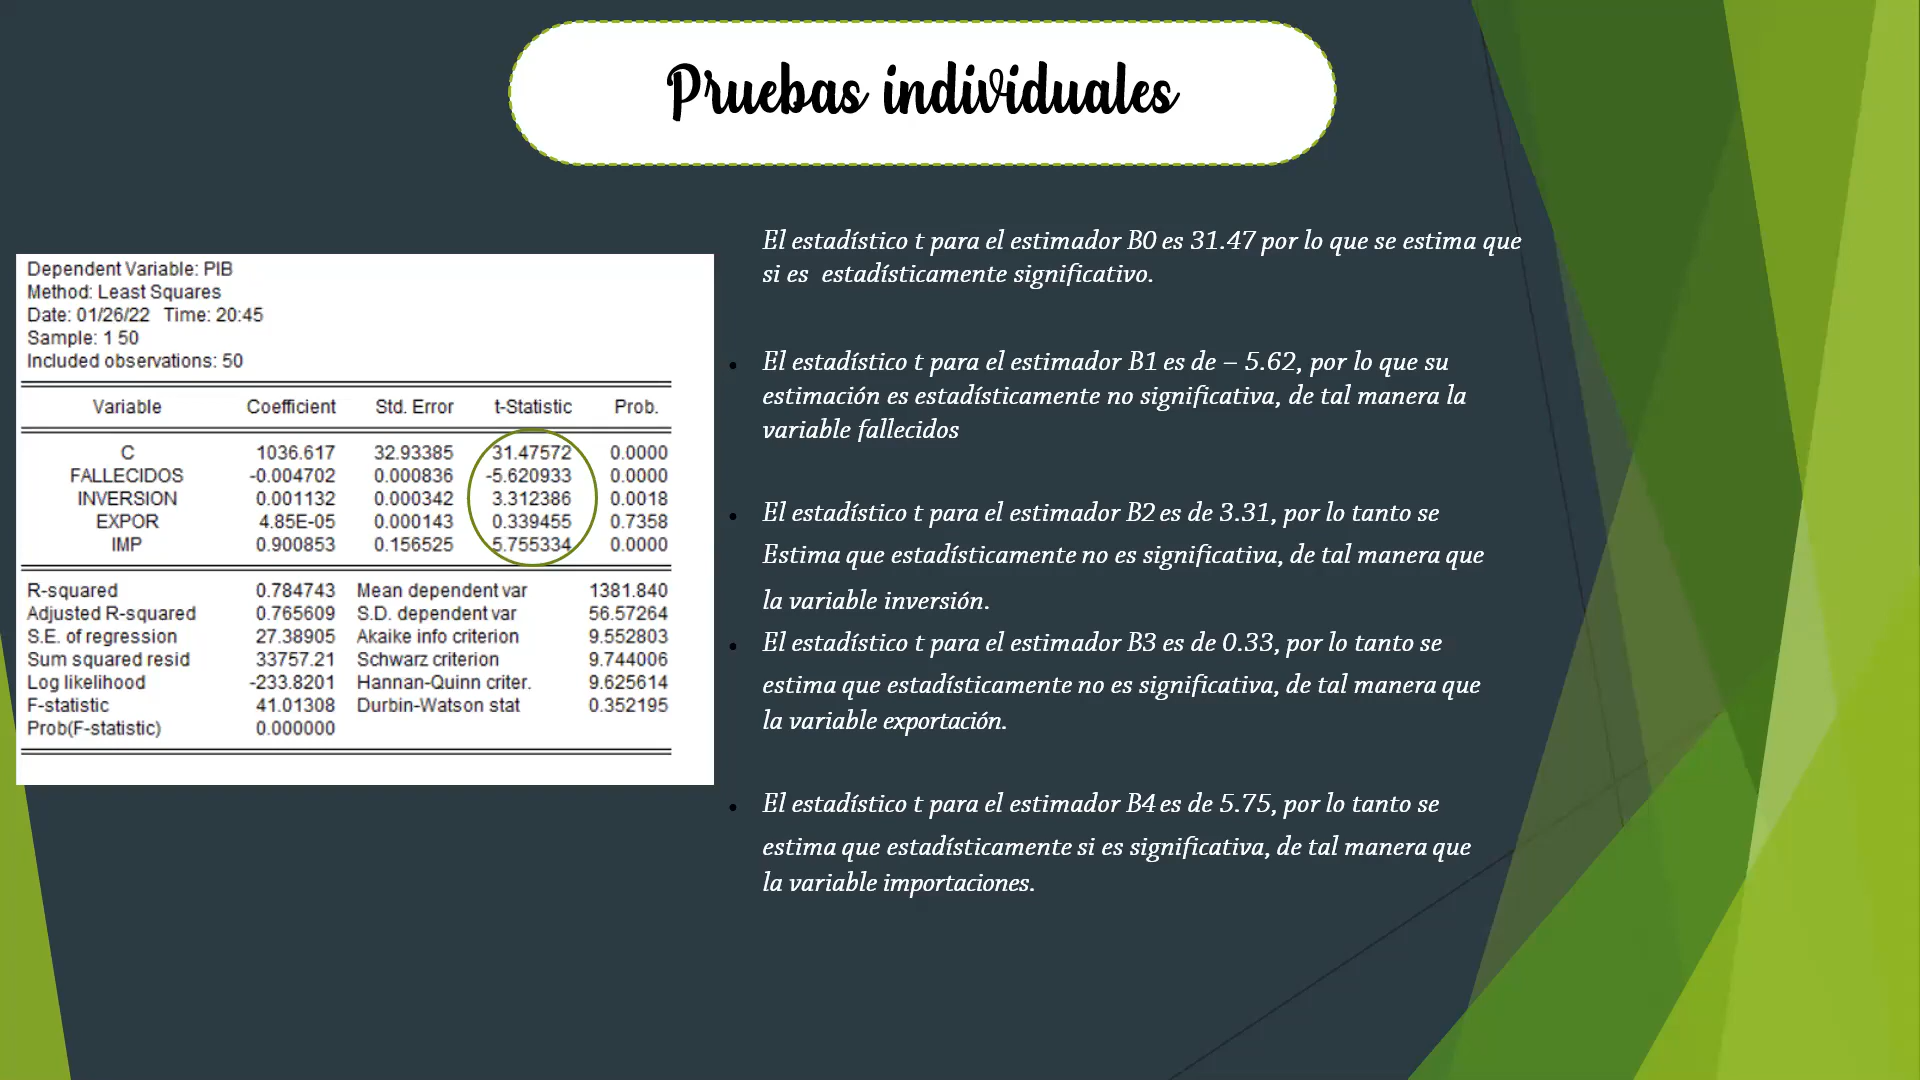 Pruebas individuales
Dependent Variable: PIB
Method: Least Squares
Date: 01/26/22 Time: 20:45
Sample: 1 50
Included observations: 50
Variable Coefficient Std. Error t-Statistic Prob.
C 1036.617 32.93385 31.47572 0.0000
FALLECIDOS -0.004702 0.000836 -5.620933 0.0000
INVERSION 0.001132 0.000342 3.312386 0.0018
EXPOR 4.85E-05 0.000143 0.339455 0.7358
IMP 0.900853 0.156525 5.755334 0.0000
R-squared 0.784743 Mean dependent var 1381.840
Adjusted R-squared 0.765609 S.D. dependent var 56.57264
S.E. of regression 27.38905 Akaike info criterion 9.552803
Sum squared resid 33757.21 Schwarz criterion 9.744006
Log likelihood -233.8201 Hannan-Quinn criter. 9.625614
F-statistic 41.01308 Durbin-Watson stat 0.352195
Prob(F-statistic) 0.000000
El estadístico t para el estimador B0 es 31.47 por lo que se estima que
si es estadísticamente significativo.
• El estadístico t para el estimador B1 es de – 5.62, por lo que su
estimación es estadísticamente no significativa, de tal manera la
variable fallecidos
• El estadístico t para el estimador B2 es de 3.31, por lo tanto se
Estima que estadísticamente no es significativa, de tal manera que
la variable inversión.
• El estadístico t para el estimador B3 es de 0.33, por lo tanto se
estima que estadísticamente no es significativa, de tal manera que
la variable exportación.
• El estadístico t para el estimador B4 es de 5.75, por lo tanto se
estima que estadísticamente si es significativa, de tal manera que
la variable importaciones.